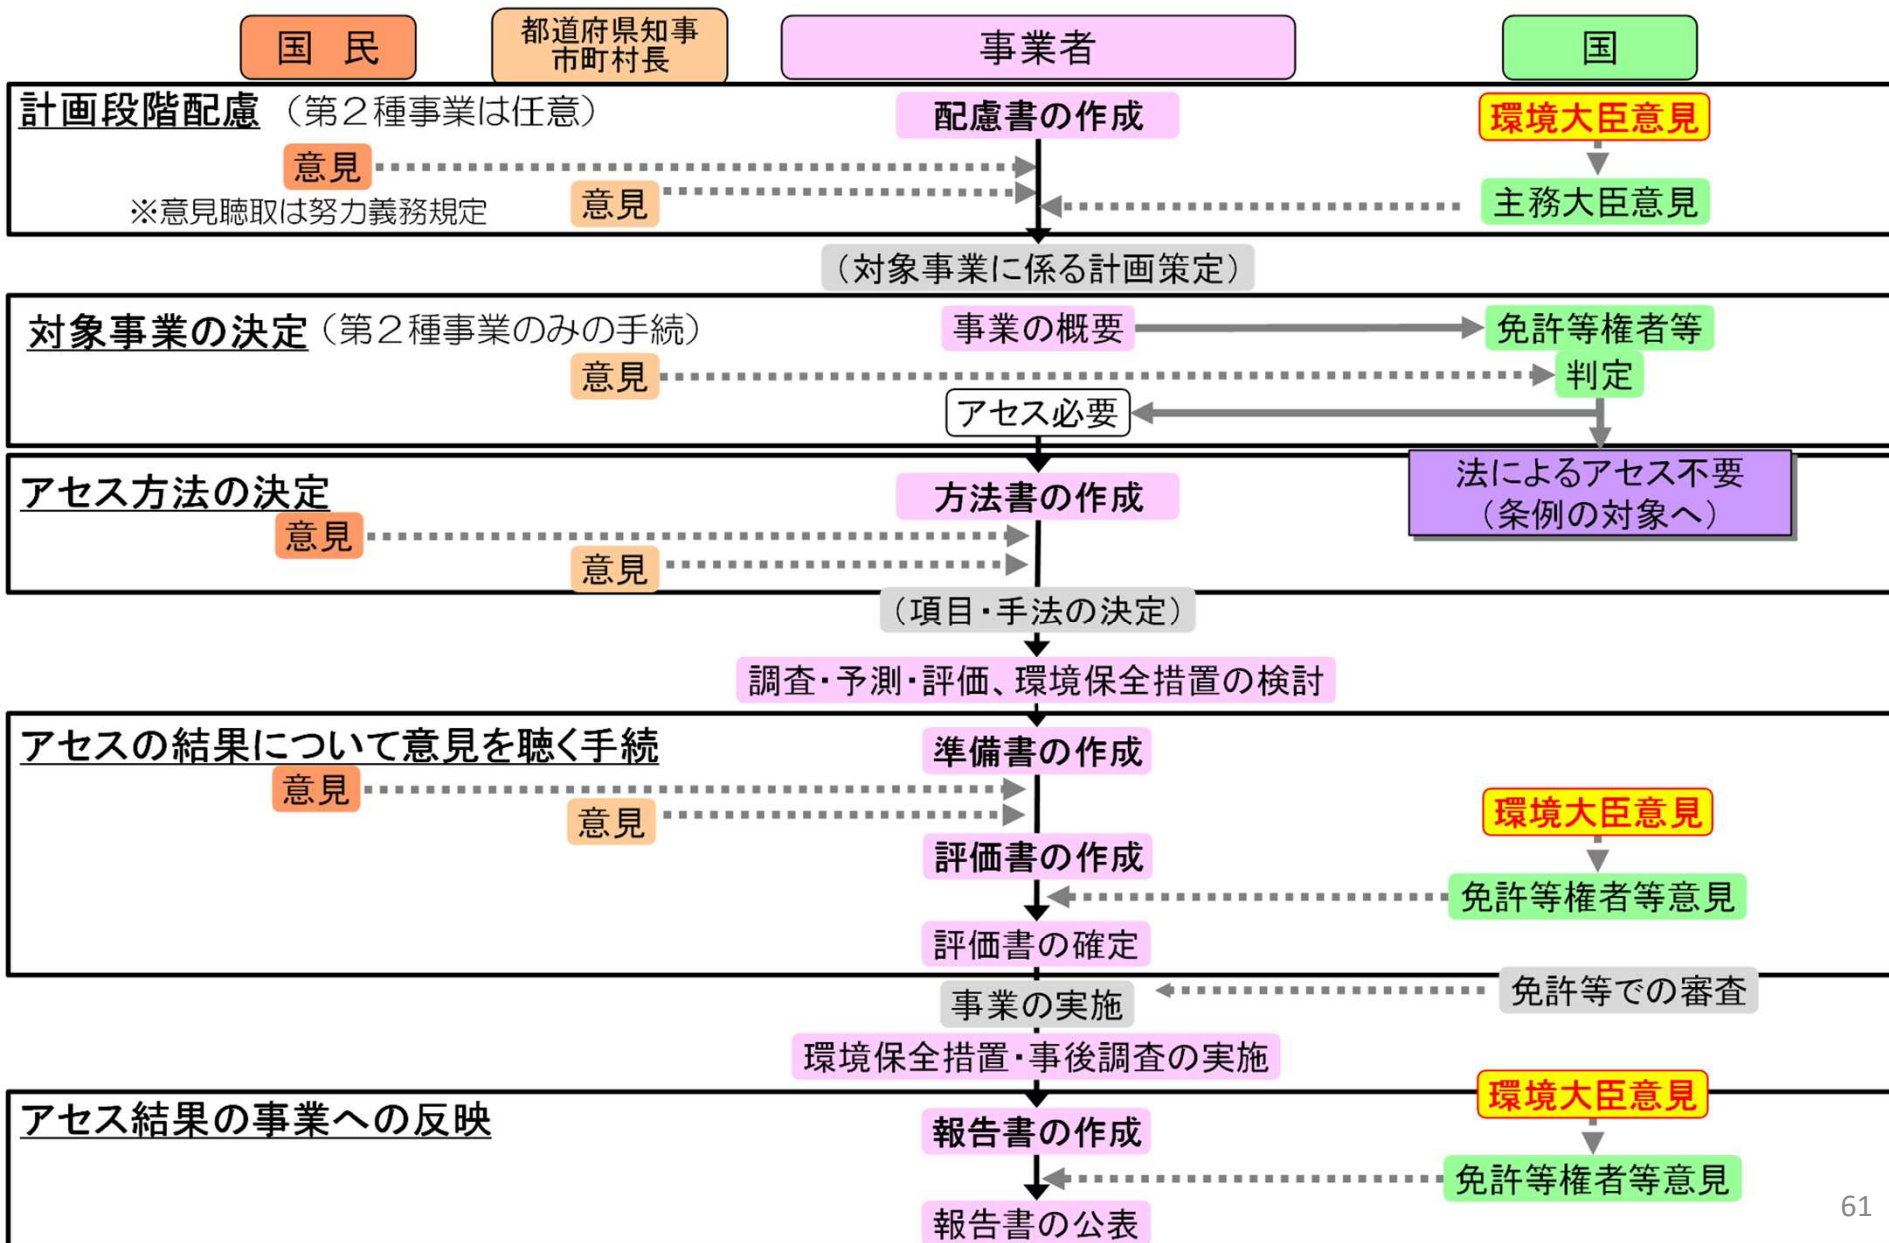 国 民
都道府県知事
市町村長
事業者
国
計画段階配慮 （第２種事業は任意）
配慮書の作成
環境大臣意見
意見
意見
※意見聴取は努力義務規定
主務大臣意見
（対象事業に係る計画策定）
対象事業の決定（第２種事業のみの手続）
事業の概要
免許等権者等
意見
判定
アセス必要
アセス方法の決定
方法書の作成
法によるアセス不要
（条例の対象へ）
意見
意見
（項目・手法の決定）
調査・予測・評価、環境保全措置の検討
アセスの結果について意見を聴く手続
準備書の作成
意見
意見
環境大臣意見
評価書の作成
免許等権者等意見
評価書の確定
事業の実施
免許等での審査
環境保全措置・事後調査の実施
アセス結果の事業への反映
環境大臣意見
報告書の作成
免許等権者等意見
報告書の公表
61